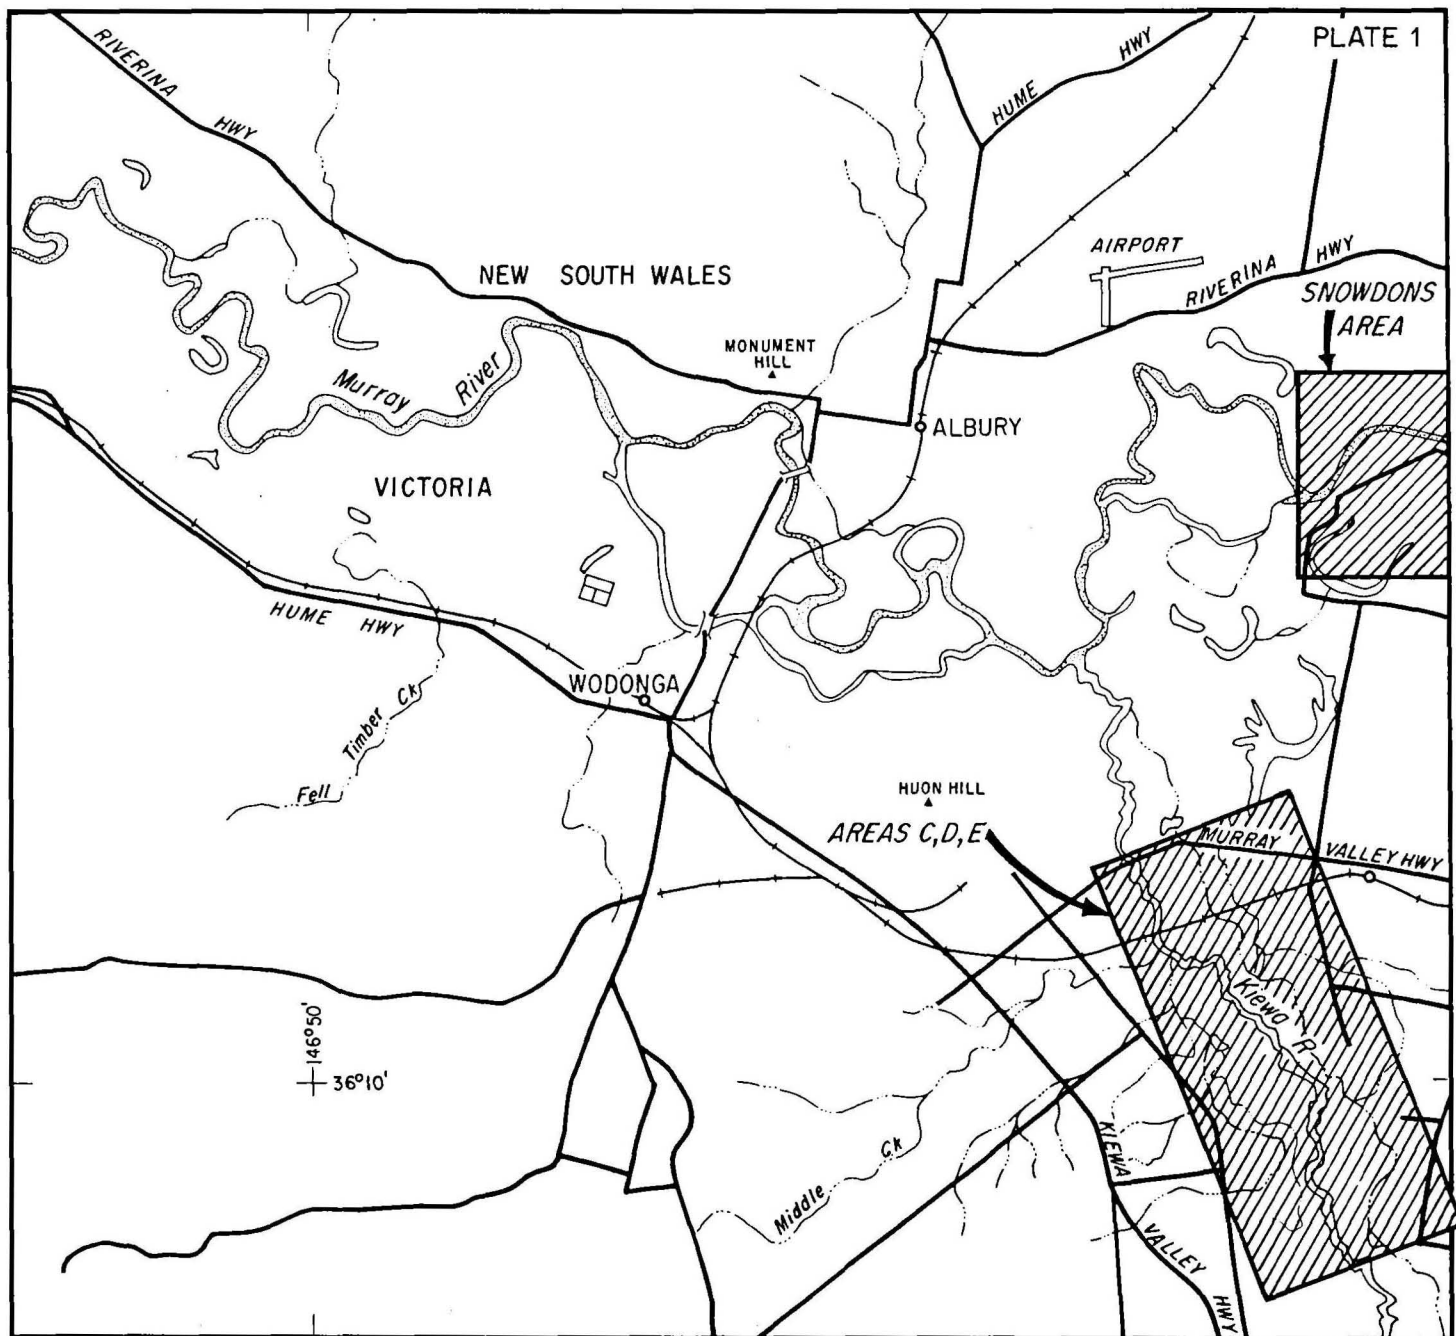 PLATE 1
RIVERINA
HWY
HUME
HWY
AIRPORT
RIVERINA
HWY
SNOWDONS
AREA
NEW SOUTH WALES
MONUMENT
HILL
Murray
River
ALBURY
VICTORIA
HUME HWY
WODONGA
Timber Ck
Fell
HUON HILL
AREAS C,D,E
MURRAY
VALLEY HWY
Kiewa R
146°50'
36°10'
KIEWA
Middle
Ck
VALLEY
HWY